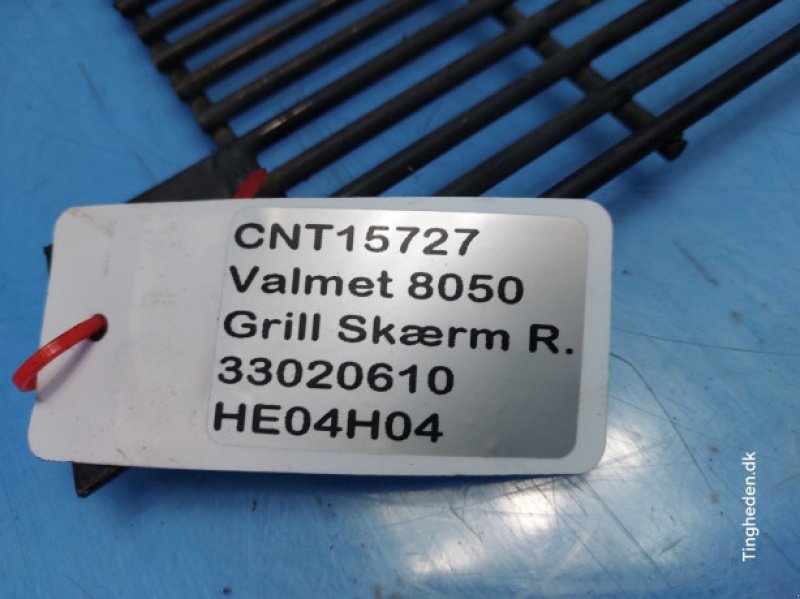 CNT15727
Valmet 8050
Grill Skærm R.
33020610
HE04H04
Tingheden.dk